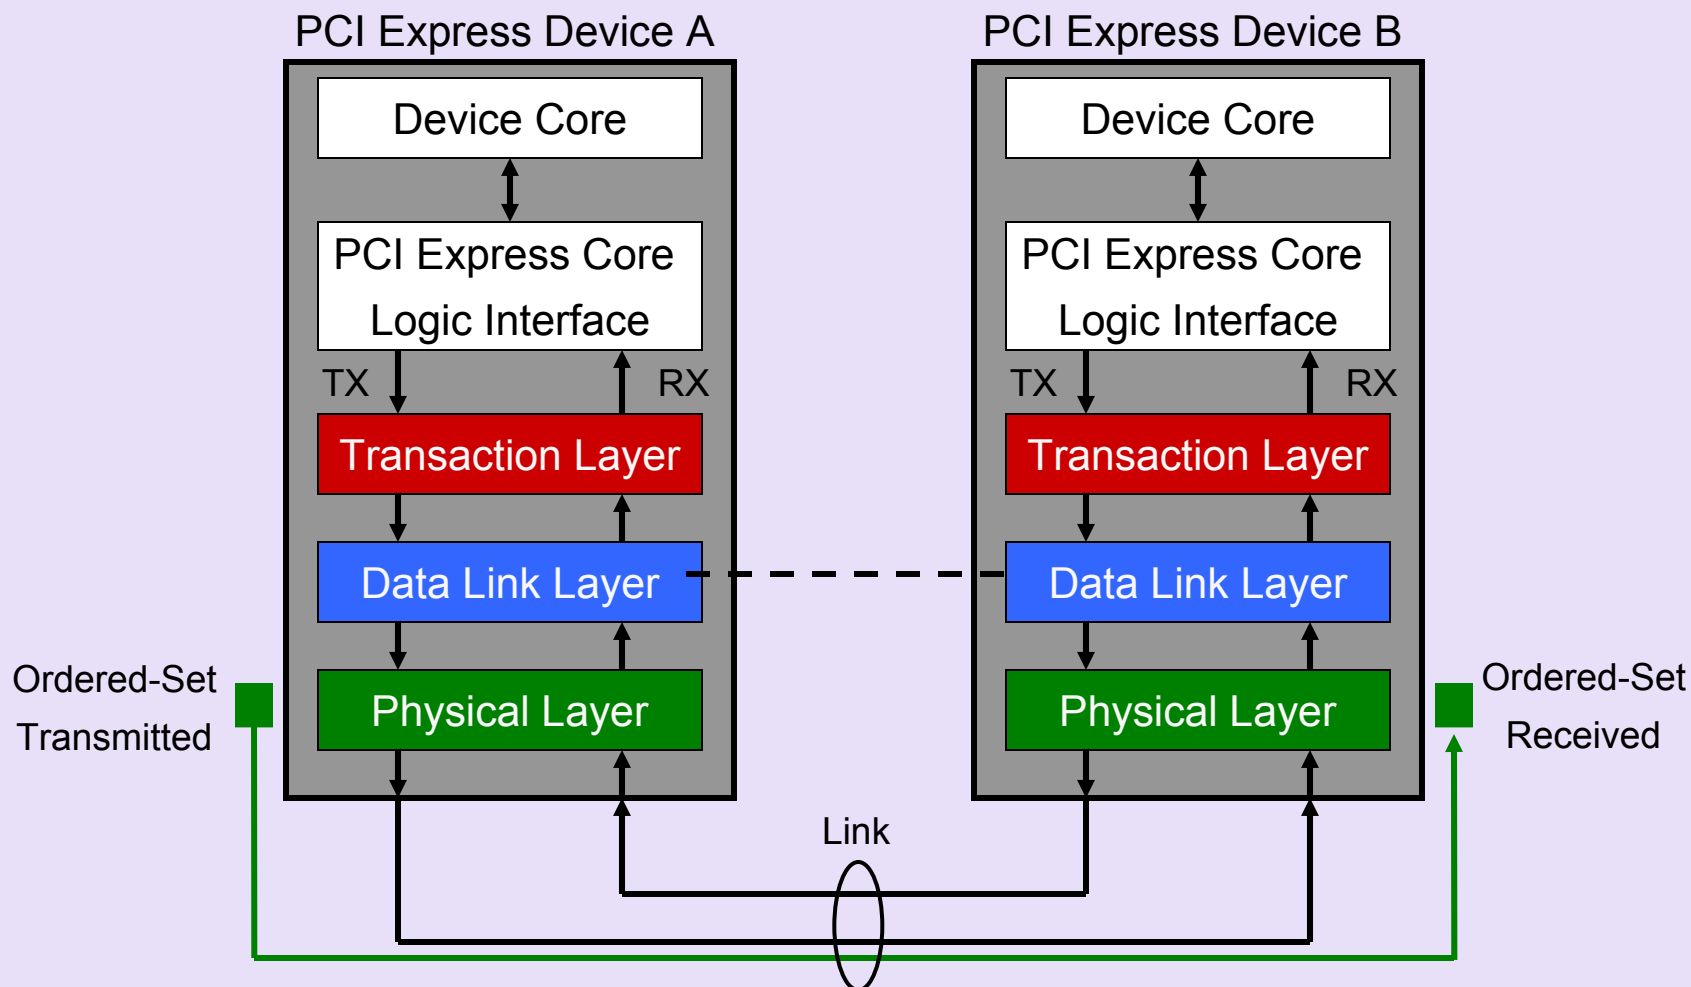 PCI Express Device A
Device Core
PCI Express Core
Logic Interface
TX
RX
Transaction Layer
Data Link Layer
Physical Layer
Ordered-Set
Transmitted
PCI Express Device B
Device Core
PCI Express Core
Logic Interface
TX
RX
Transaction Layer
Data Link Layer
Physical Layer
Ordered-Set
Received
Link